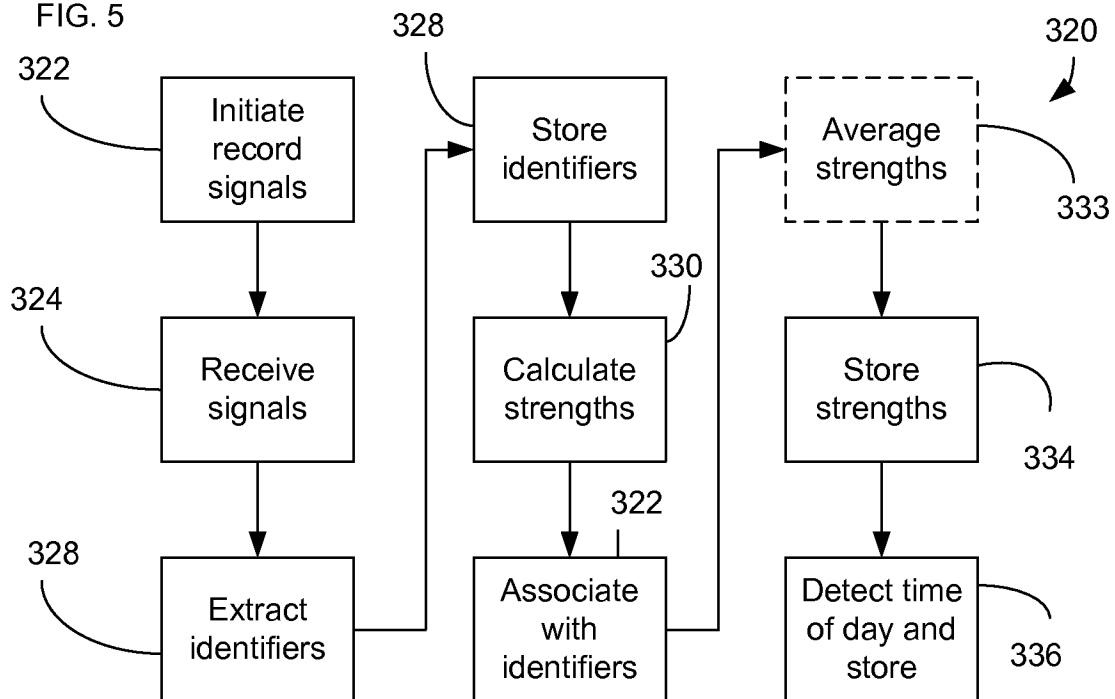 FIG. 5
322
Initiate
record
signals
324
Receive
signals
328
Extract
identifiers
328
Store
identifiers
330
Calculate
strengths
322
Associate
with
identifiers
320
Average
strengths
333
Store
strengths
334
Detect time
of day and
store
336